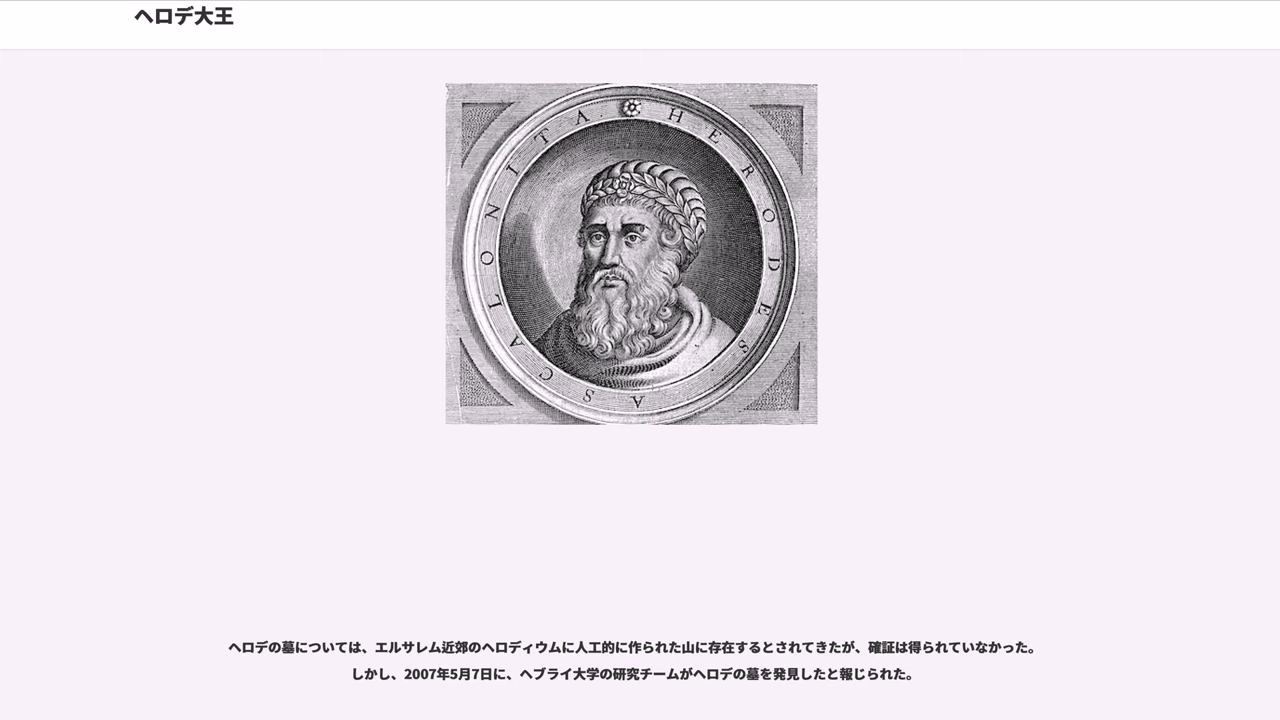 ヘロデ大王
HERODES ASCALONITA.
ヘロデの墓については、エルサレム近郊のヘロディウムに人工的に作られた山に存在するとされてきたが、確証は得られていなかった。
しかし、2007年5月7日に、ヘブライ大学の研究チームがヘロデの墓を発見したと報じられた。